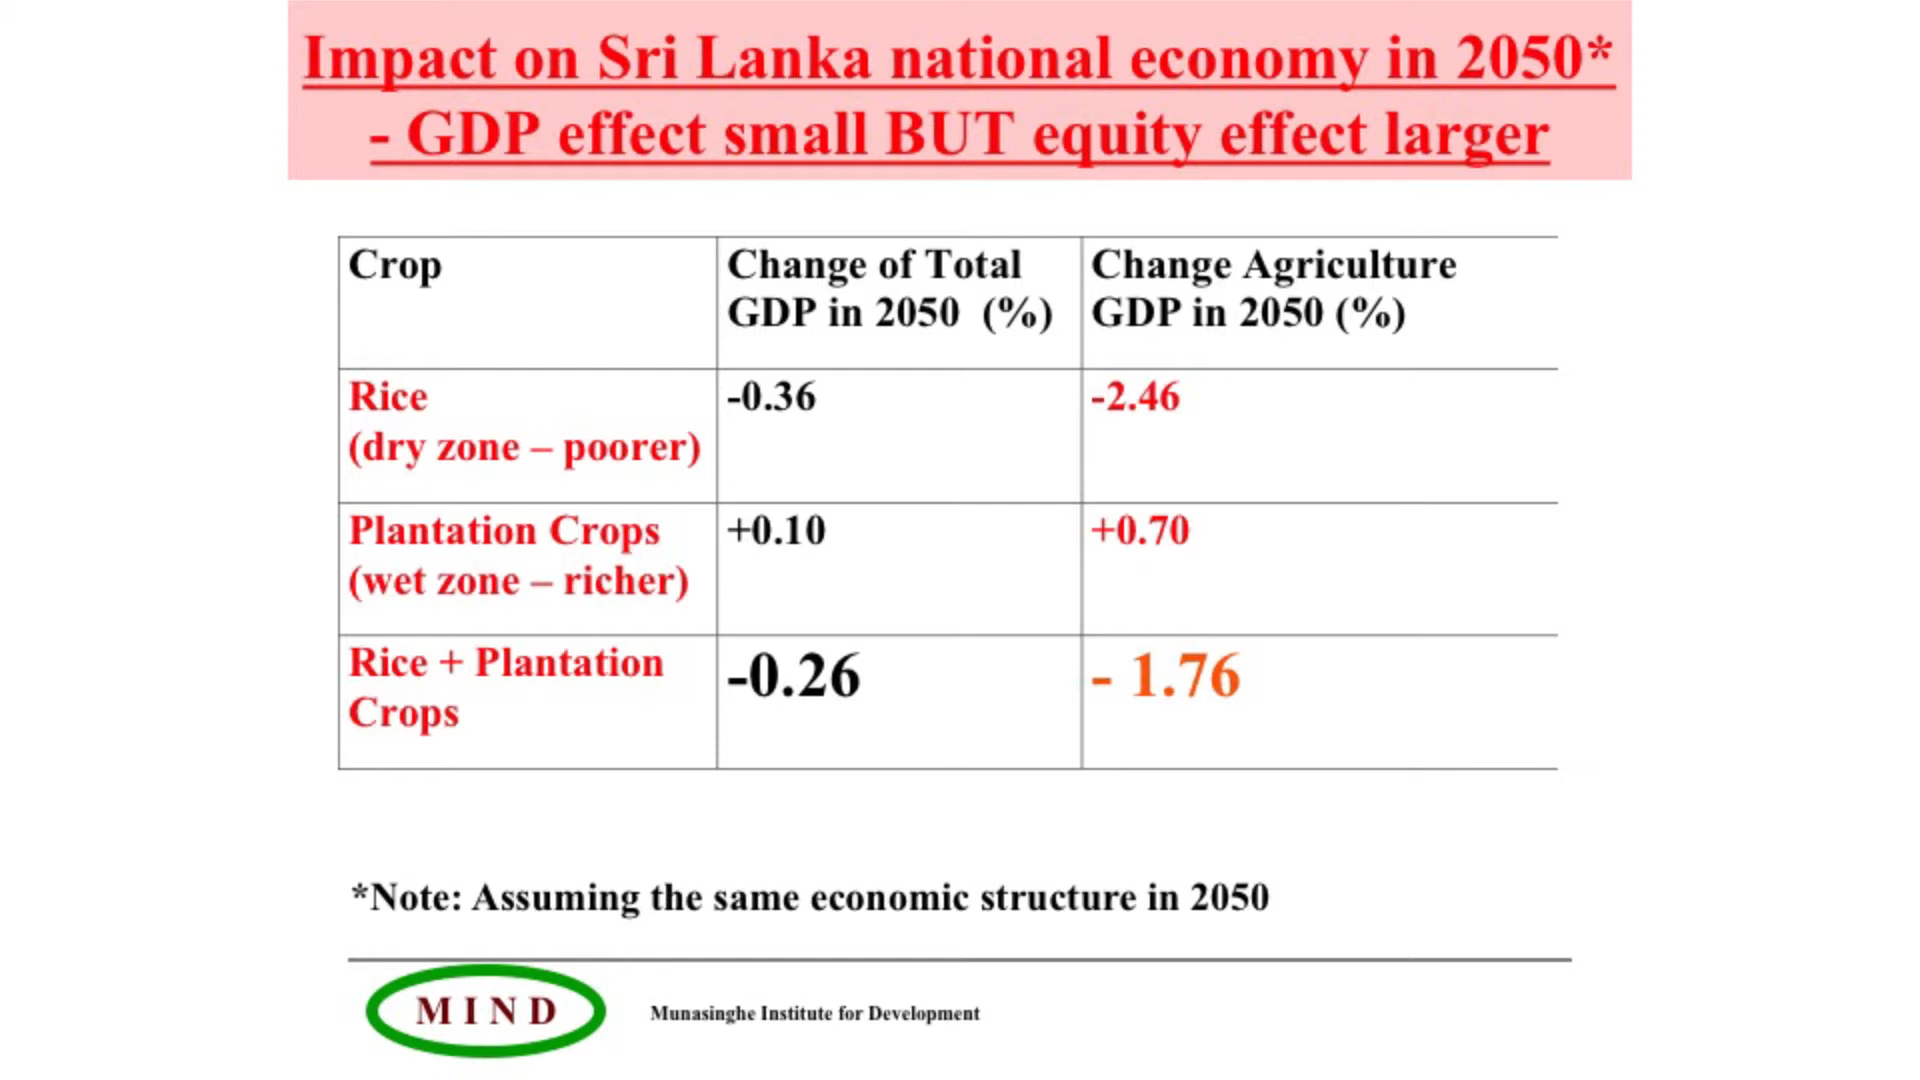 Impact on Sri Lanka national economy in 2050*
- GDP effect small BUT equity effect larger
Crop
Change of Total
GDP in 2050 (%)
Change Agriculture
GDP in 2050 (%)
Rice
(dry zone – poorer)
-0.36
-2.46
Plantation Crops
(wet zone – richer)
+0.10
+0.70
Rice + Plantation
Crops
-0.26
- 1.76
*Note: Assuming the same economic structure in 2050
M I N D
Munasinghe Institute for Development